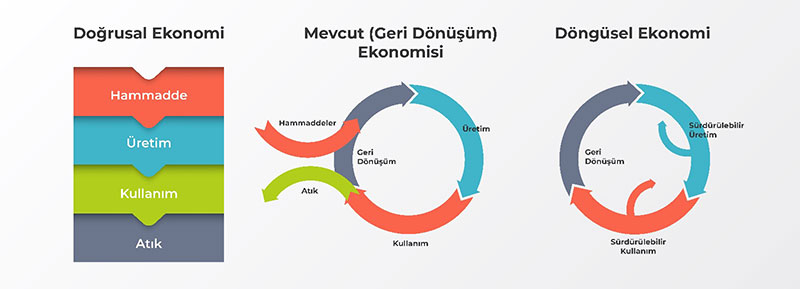 Doğrusal Ekonomi
Hammadde
Üretim
Kullanım
Atık
Mevcut (Geri Dönüşüm)
Ekonomisi
Hammaddeler
Üretim
Geri
Dönüşüm
Atık
Kullanım
Döngüsel Ekonomi
Sürdürülebilir
Üretim
Geri
Dönüşüm
Sürdürülebilir
Kullanım